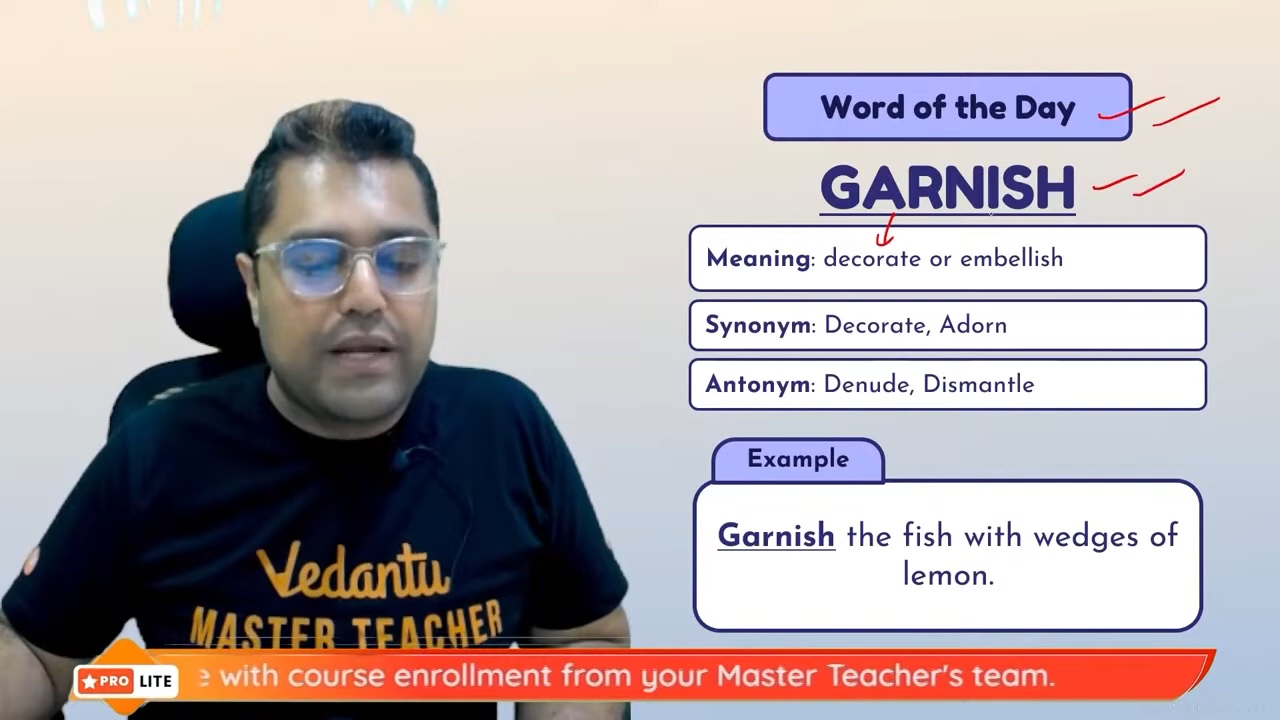 Word of the Day
GARNISH
Meaning: decorate or embellish
Synonym: Decorate, Adorn
Antonym: Denude, Dismantle
Example
Garnish the fish with wedges of
lemon.
Vedantu
MASTER TEACHER
PRO LITE
e with course enrollment from your Master Teacher's team.